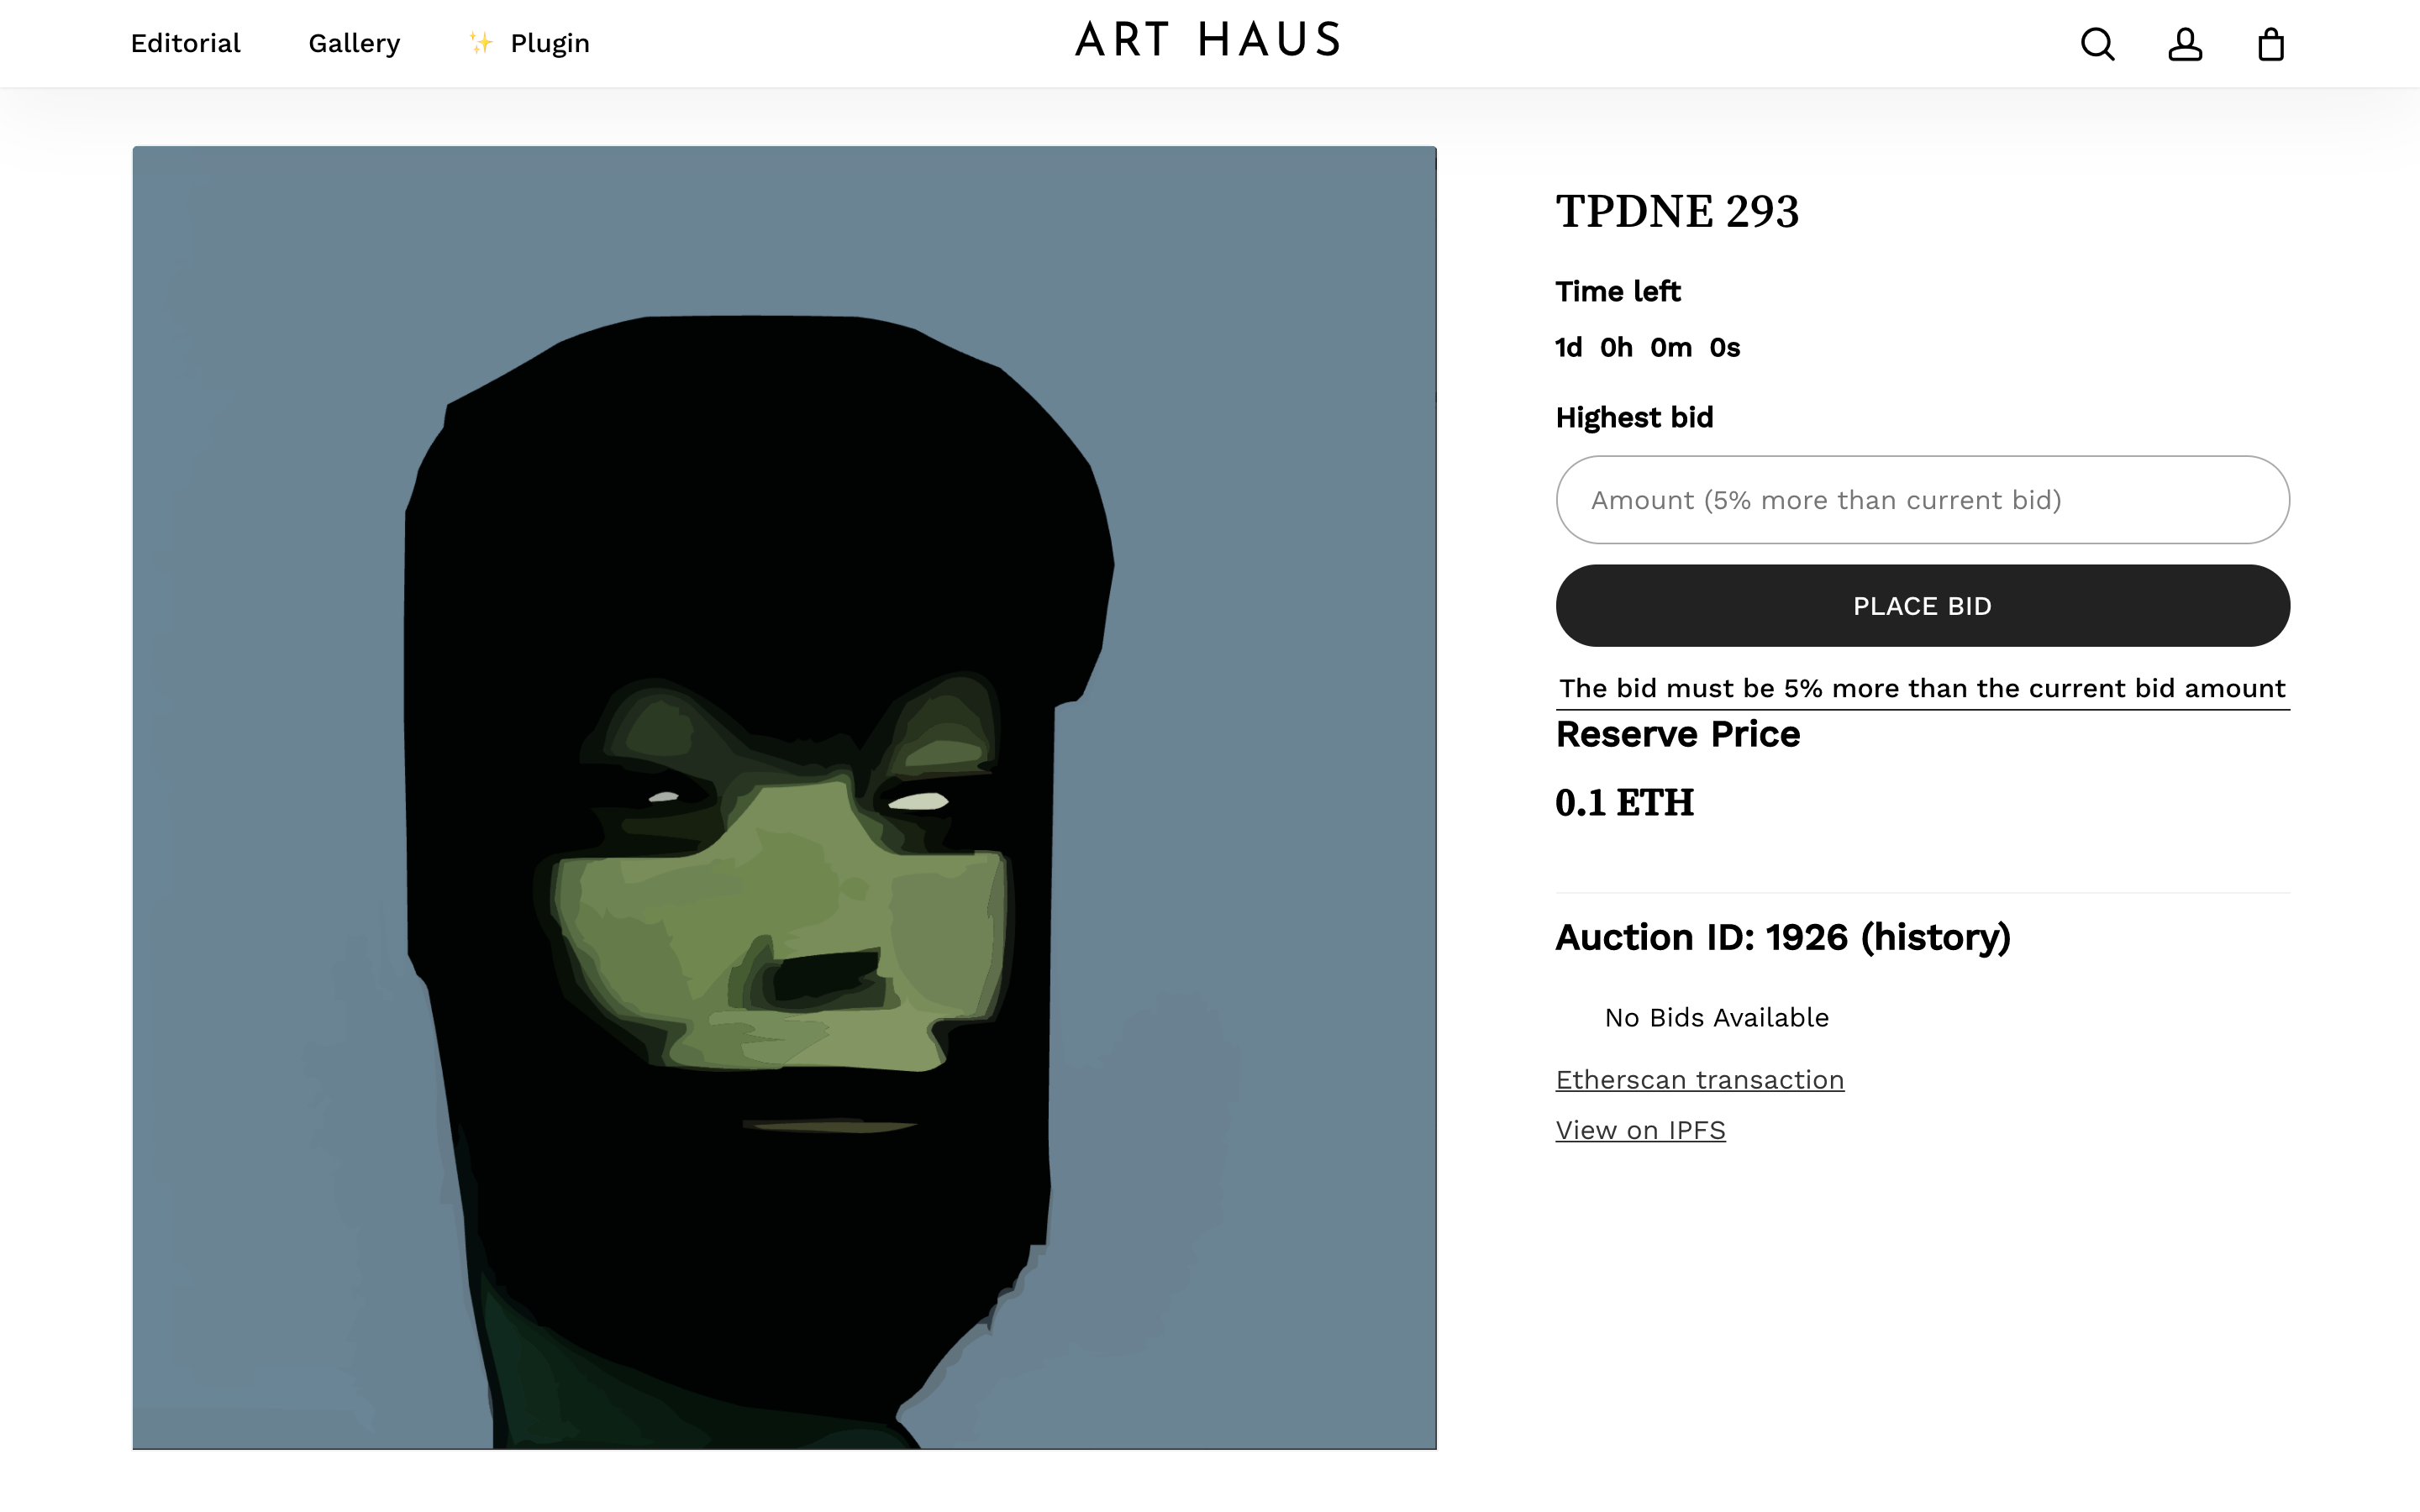 Editorial Gallery ✨ Plugin ART HAUS
TPDNE 293
Time left
1d 0h 0m 0s
Highest bid
Amount (5% more than current bid)
PLACE BID
The bid must be 5% more than the current bid amount
Reserve Price
0.1 ETH
Auction ID: 1926 (history)
No Bids Available
Etherscan transaction
View on IPFS